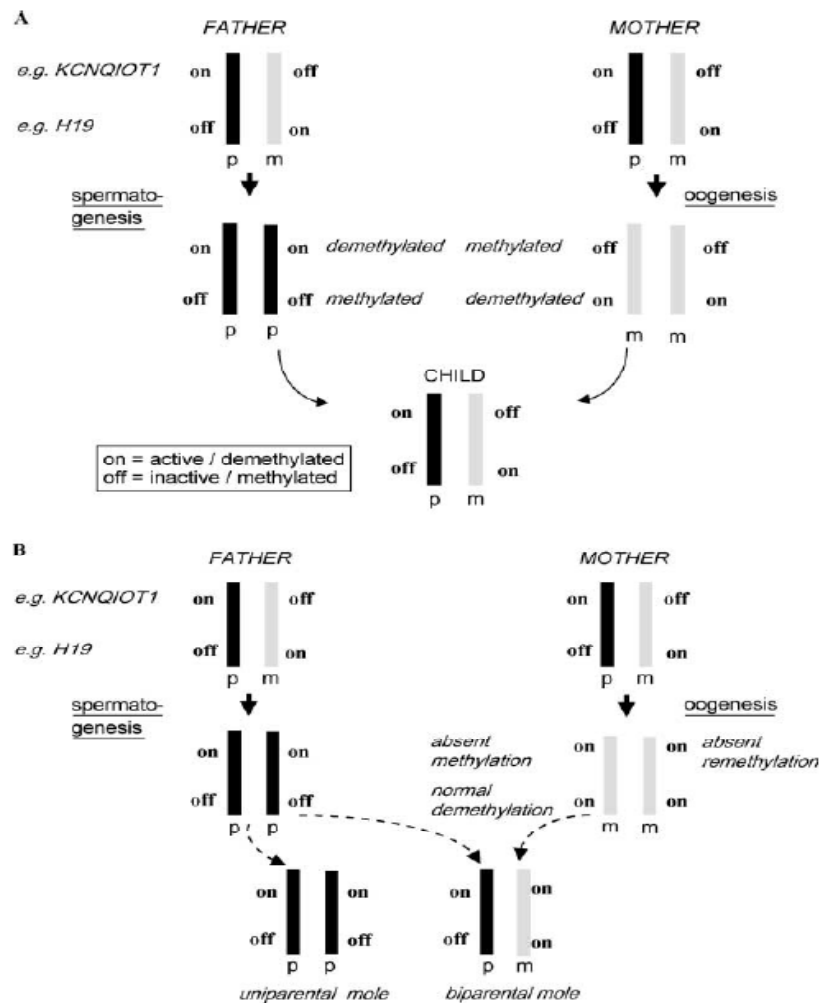 A
FATHER MOTHER
e.g. KCNQIOT1 on off on off
e.g. H19 off on off on
p m p m
spermato-
genesis
oogenesis
on on demethylated methylated off off
off off methylated demethylated on on
p p m m
CHILD
on off
off on
p m
on = active / demethylated
off = inactive / methylated
B
FATHER MOTHER
e.g. KCNQIOT1 on off on off
e.g. H19 off on off on
p m p m
spermato-
genesis
oogenesis
on on absent
methylation on on absent
remethylation
off off normal
demethylation on on
p p m m
on on on on
off off off on
p p p m
uniparental mole biparental mole